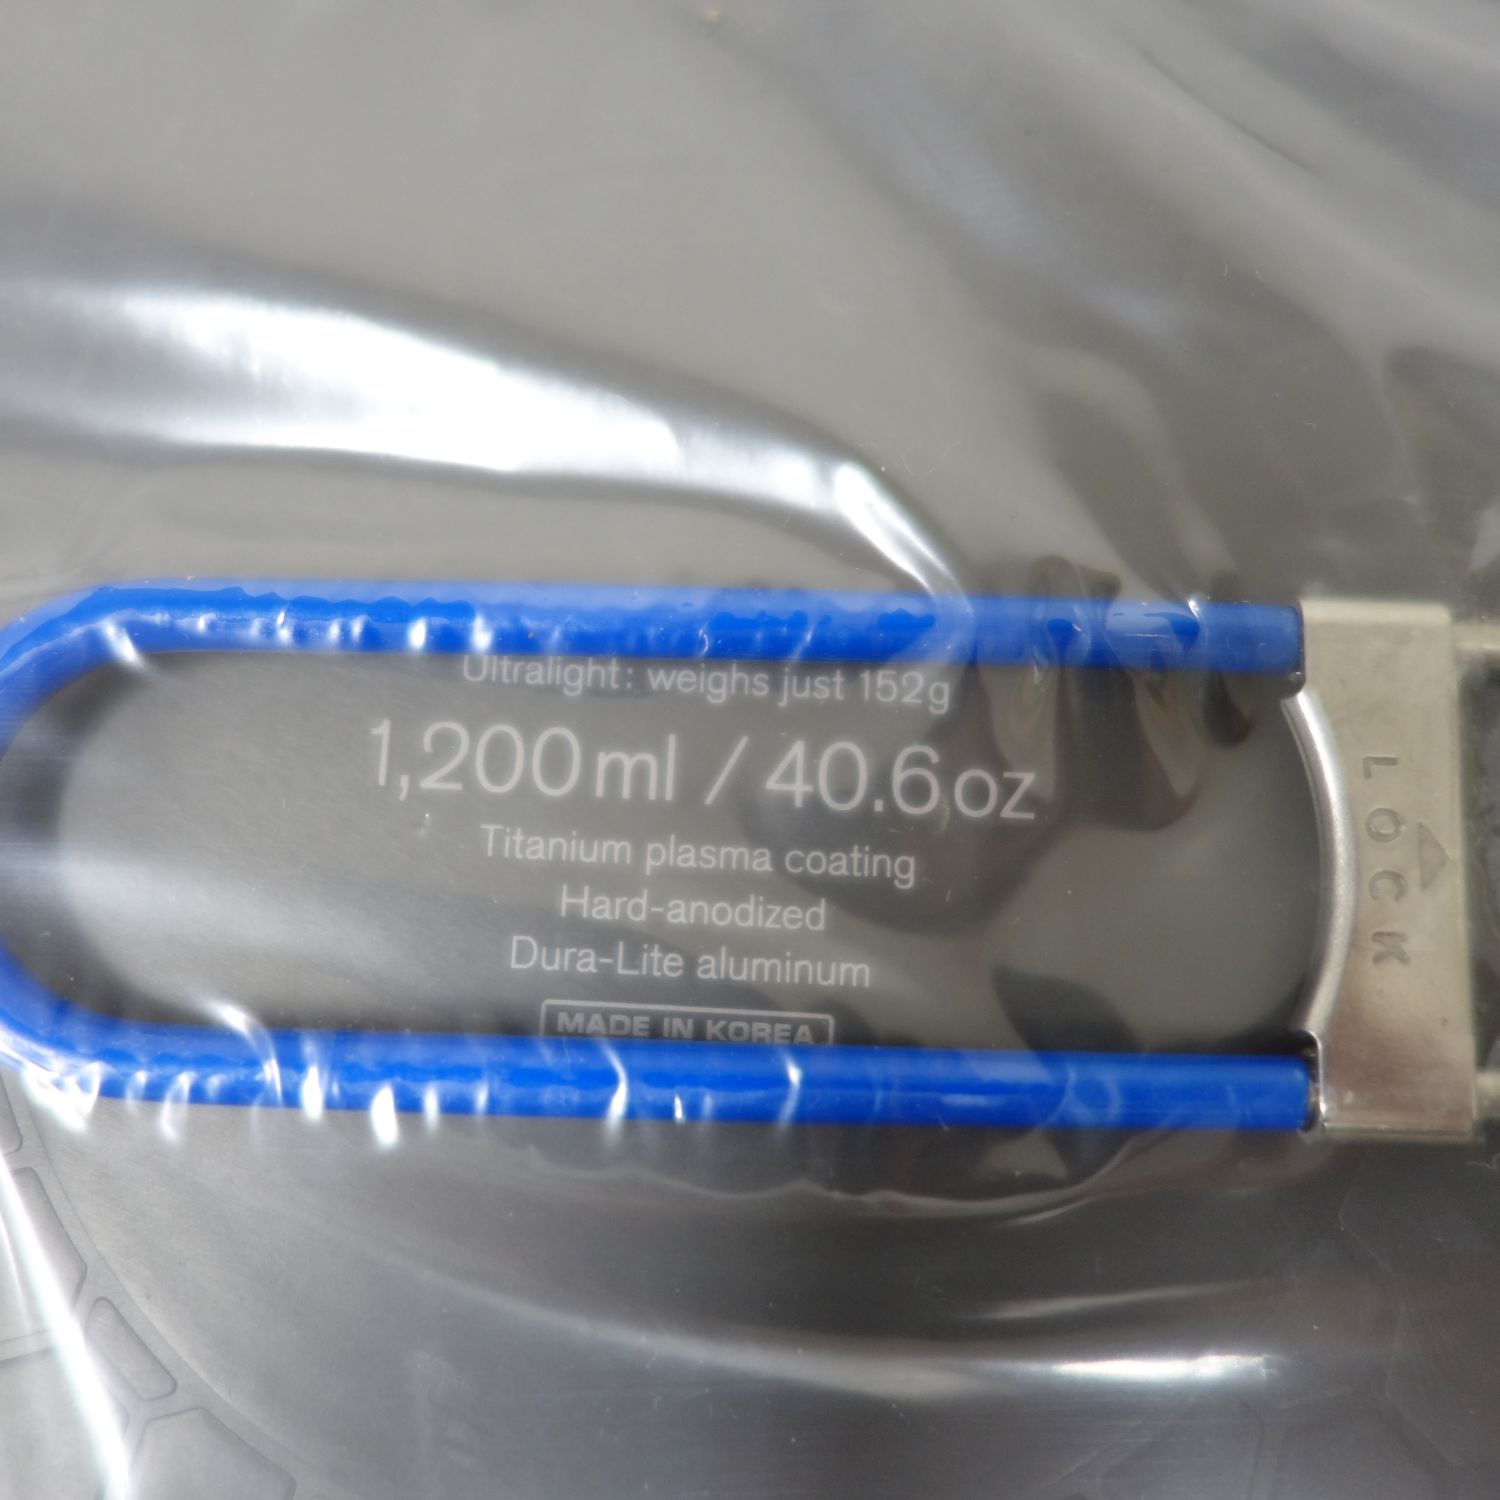 Ultralight: weighs just 152g
1,200ml / 40.6oz
Titanium plasma coating
Hard-anodized
Dura-Lite aluminum
MADE IN KOREA
LOCK